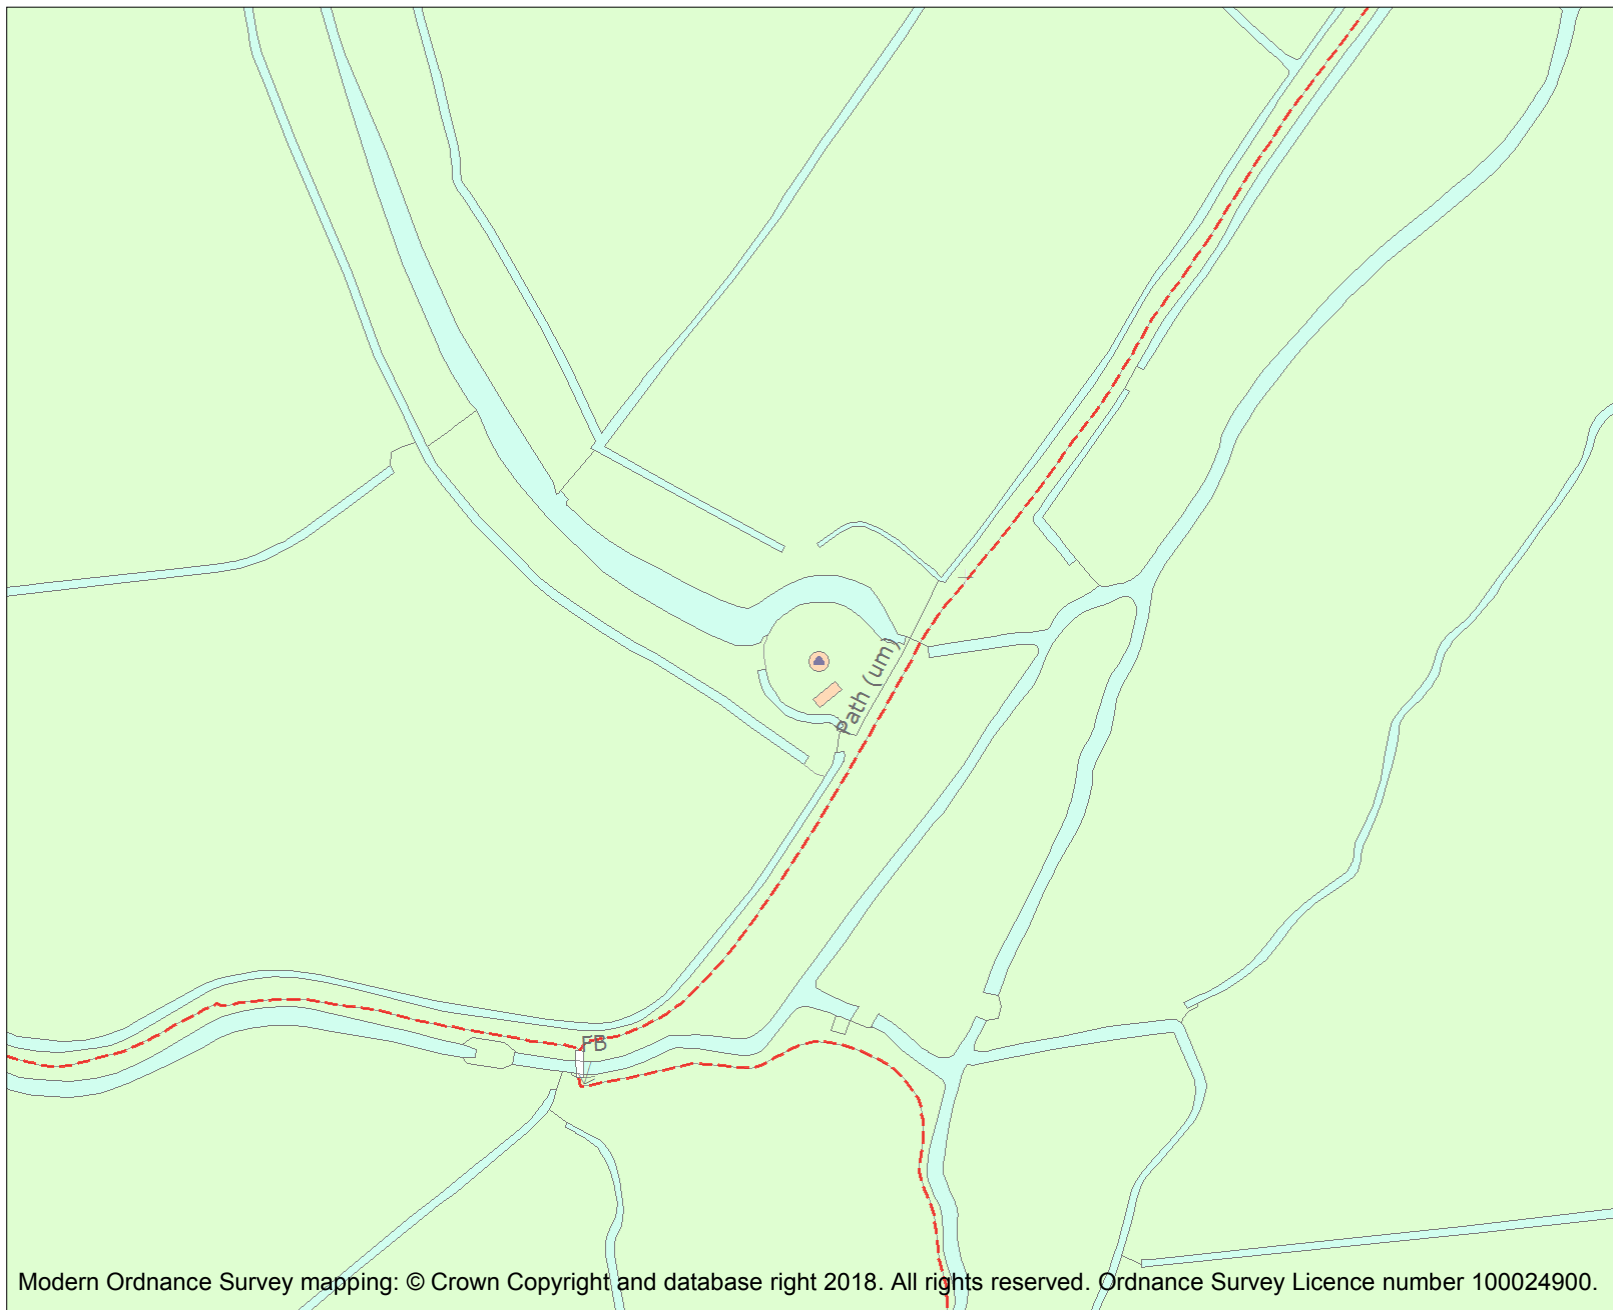 Path (um)
FB
Modern Ordnance Survey mapping: © Crown Copyright and database right 2018. All rights reserved. Ordnance Survey Licence number 100024900.